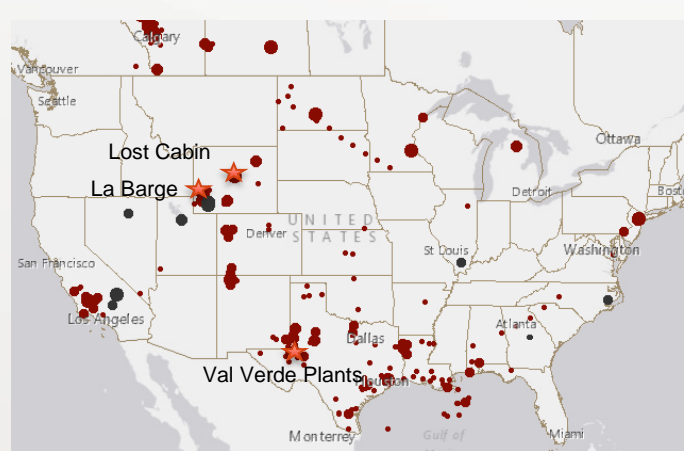 Calgary
Vancouver
Seattle
Ottawa
Lost Cabin
La Barge
Detroit
Bost
UNITED
STATES
Denver
St Louis
Washington
San Francisco
Los Angeles
Atlanta
Dallas
Val Verde Plants
Houston
Monterrey
Gulf of
Miami